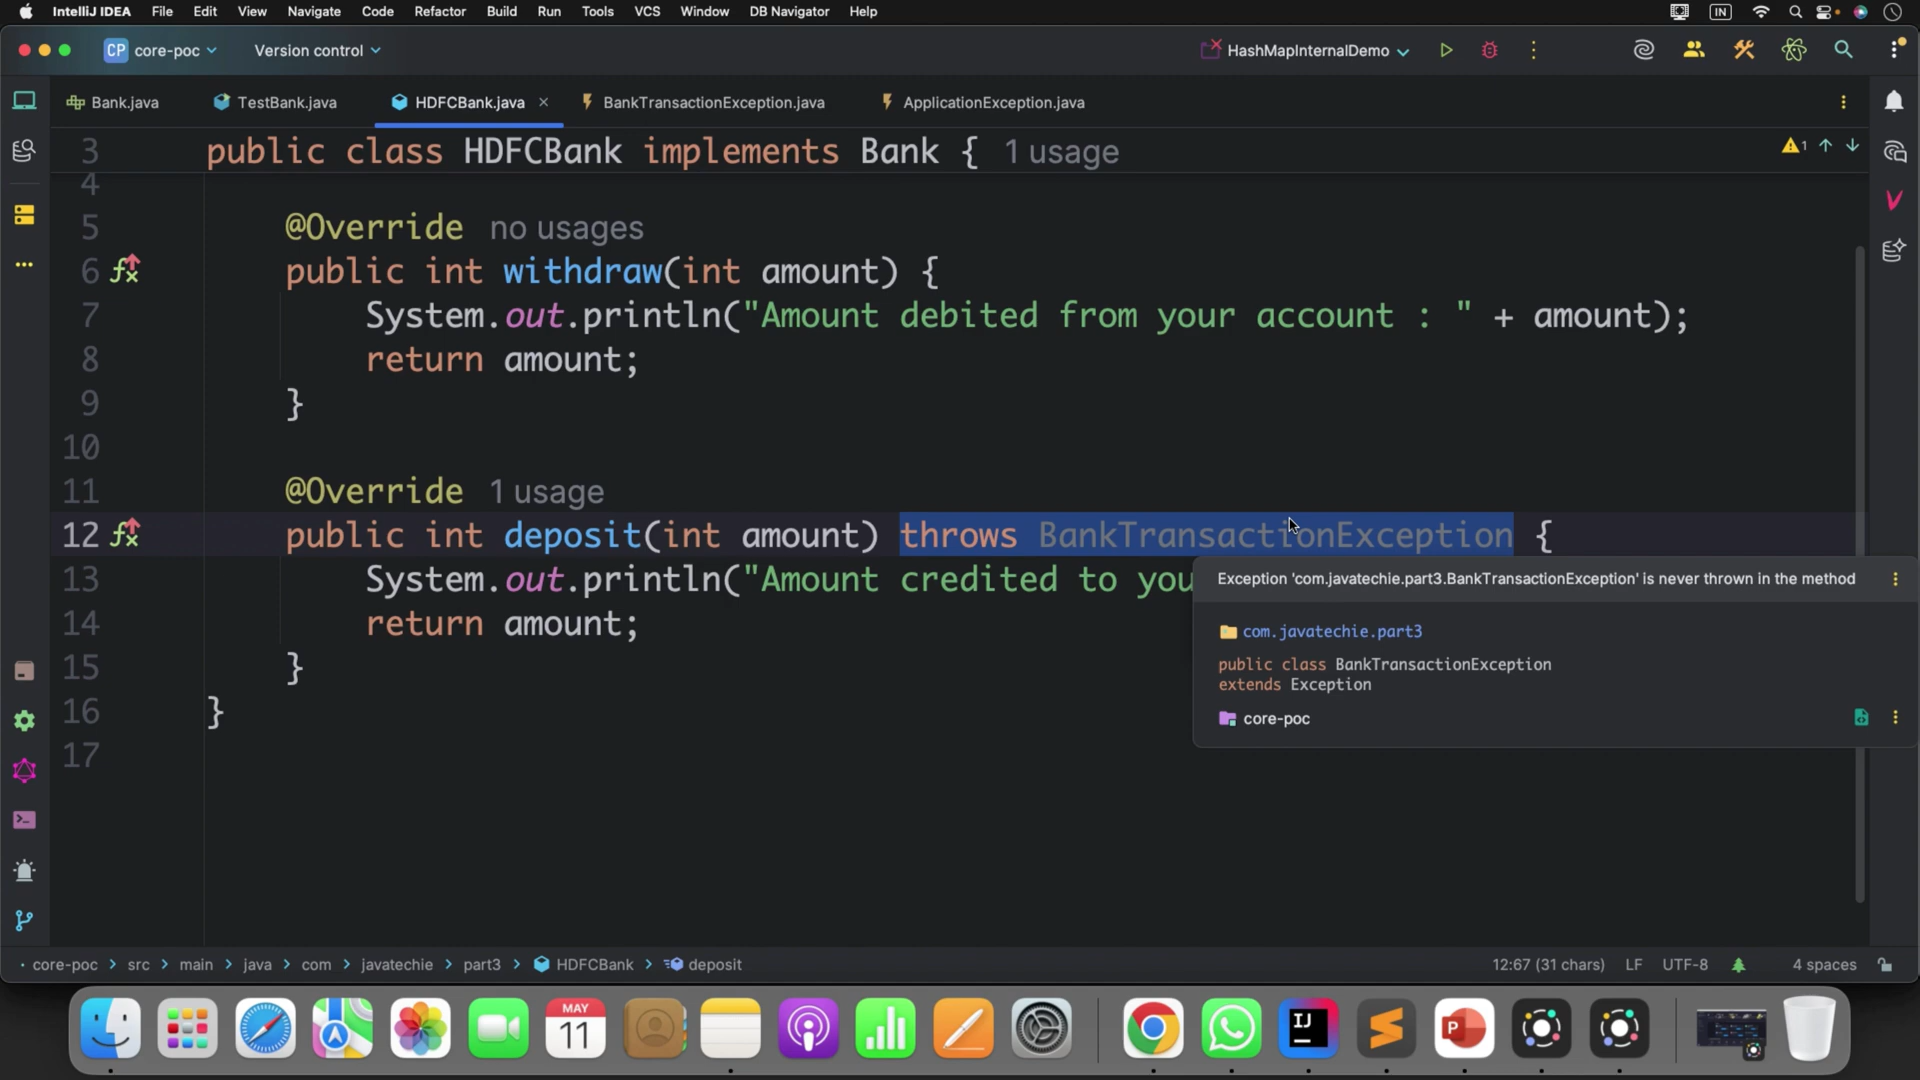 IntelliJ IDEA File Edit View Navigate Code Refactor Build Run Tools VCS Window DB Navigator Help IN
CP core-poc Version control HashMapInternalDemo
Bank.java TestBank.java HDFCBank.java BankTransactionException.java ApplicationException.java
3 public class HDFCBank implements Bank { 1 usage
1
4
5 @Override no usages
6 public int withdraw(int amount) {
7 System.out.println("Amount debited from your account : " + amount);
8 return amount;
9 }
10
11 @Override 1 usage
12 public int deposit(int amount) throws BankTransactionException {
13 System.out.println("Amount credited to you
14 return amount;
15 }
16 }
17
Exception 'com.javatechie.part3.BankTransactionException' is never thrown in the method
com.javatechie.part3
public class BankTransactionException
extends Exception
core-poc
core-poc > src > main > java > com > javatechie > part3 > HDFCBank > deposit 12:67 (31 chars) LF UTF-8 4 spaces
MAY
11
IJ
P